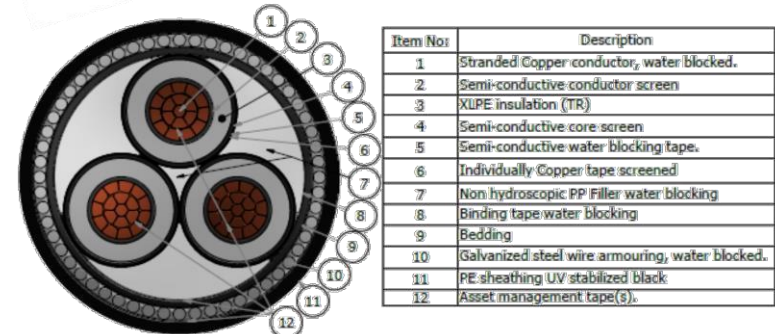 1
2
3
4
5
6
7
8
9
10
11
12
Item No: Description
1 Stranded Copper conductor, water blocked.
2 Semi-conductive conductor screen
3 XLPE insulation (TR)
4 Semi-conductive core screen
5 Semi-conductive water blocking tape.
6 Individually Copper tape screened
7 Non hydroscopic PP Filler water blocking
8 Binding tape water blocking
9 Bedding
10 Galvanized steel wire armouring, water blocked.
11 PE sheathing UV stabilized black
12 Asset management tape(s).